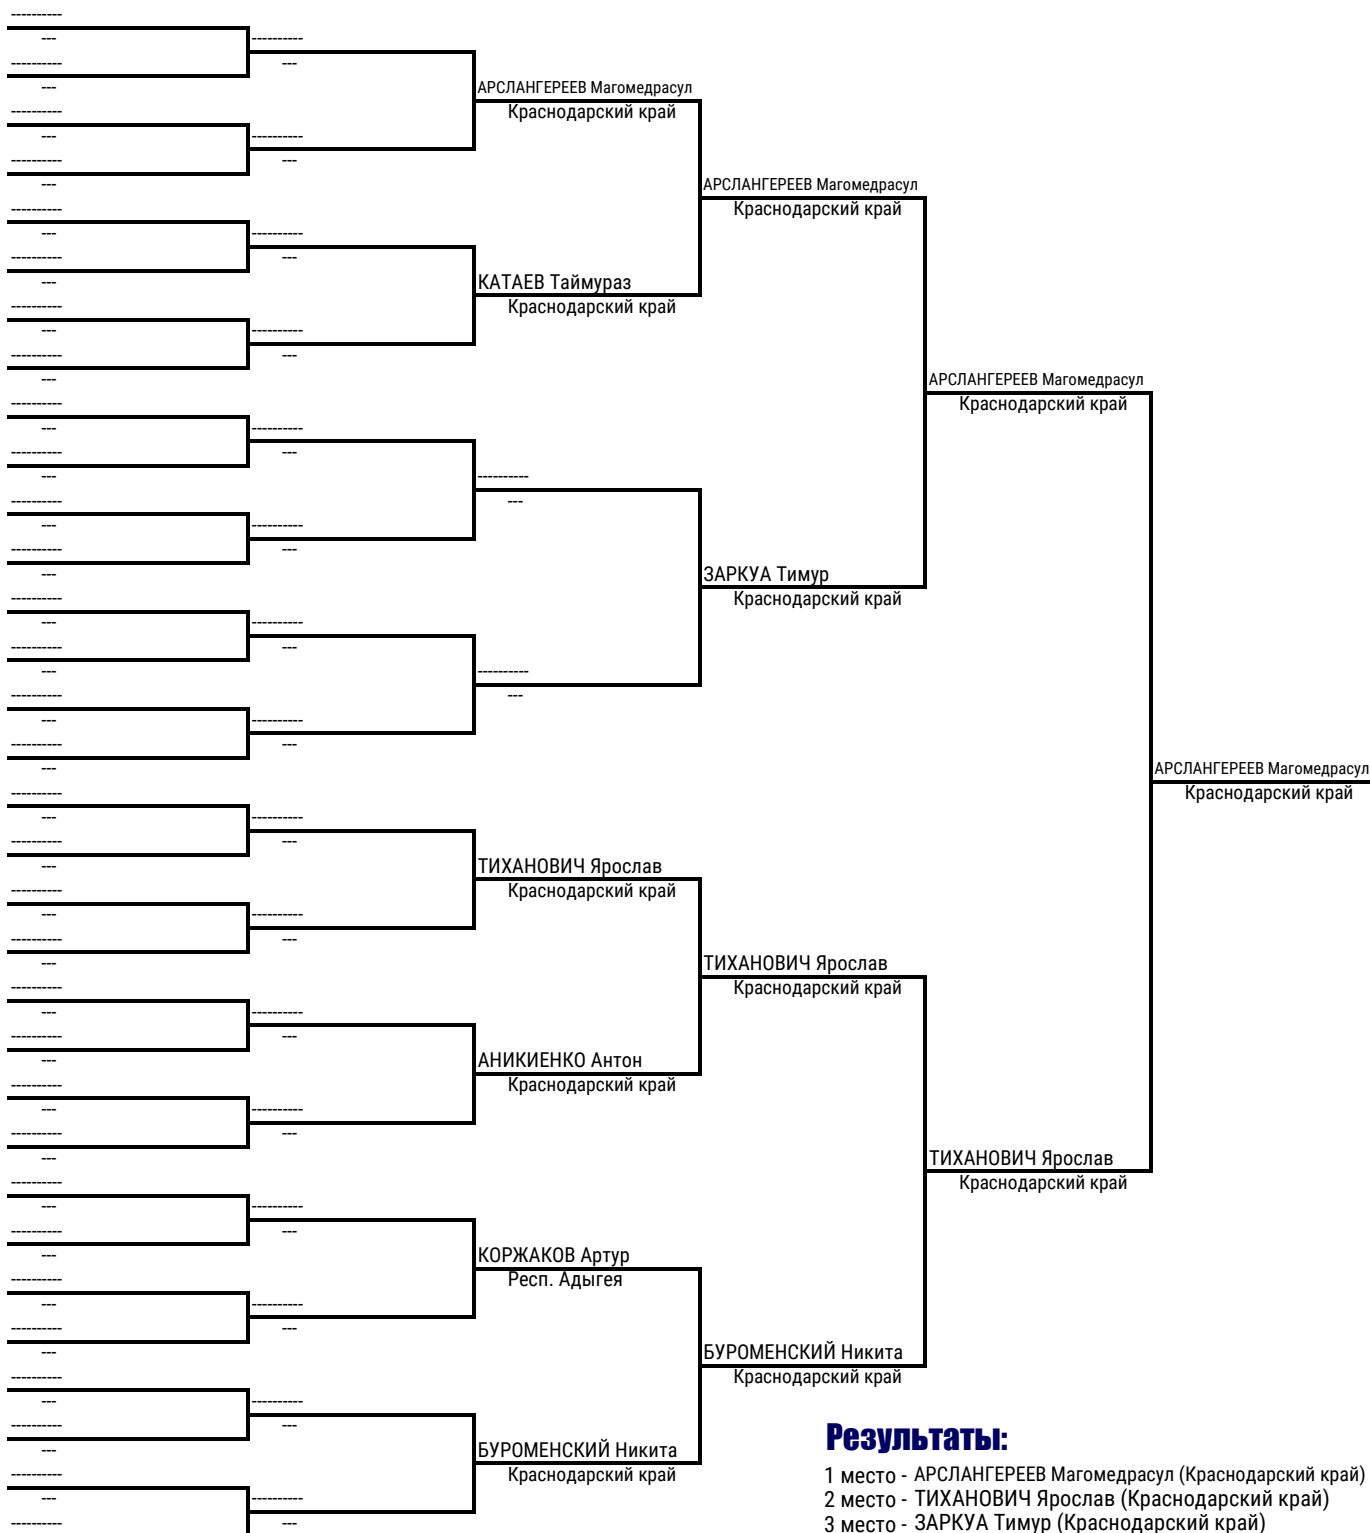 АРСЛАНГЕРЕЕВ Магомедрасул
Краснодарский край
КАТАЕВ Таймураз
Краснодарский край
ТИХАНОВИЧ Ярослав
Краснодарский край
АНИКИЕНКО Антон
Краснодарский край
КОРЖАКОВ Артур
Респ. Адыгея
БУРОМЕНСКИЙ Никита
Краснодарский край
АРСЛАНГЕРЕЕВ Магомедрасул
Краснодарский край
ЗАРКУА Тимур
Краснодарский край
ТИХАНОВИЧ Ярослав
Краснодарский край
БУРОМЕНСКИЙ Никита
Краснодарский край
АРСЛАНГЕРЕЕВ Магомедрасул
Краснодарский край
ТИХАНОВИЧ Ярослав
Краснодарский край
АРСЛАНГЕРЕЕВ Магомедрасул
Краснодарский край
Результаты:
1 место - АРСЛАНГЕРЕЕВ Магомедрасул (Краснодарский край)
2 место - ТИХАНОВИЧ Ярослав (Краснодарский край)
3 место - ЗАРКУА Тимур (Краснодарский край)